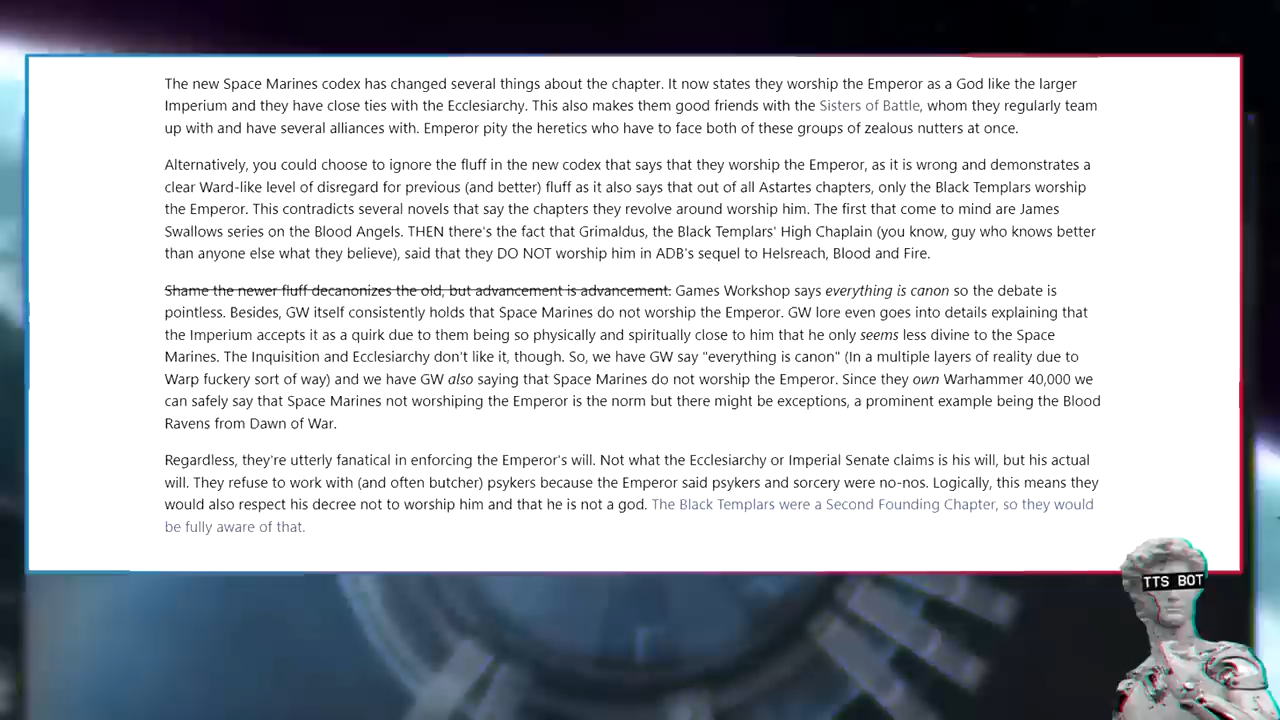 The new Space Marines codex has changed several things about the chapter. It now states they worship the Emperor as a God like the larger
Imperium and they have close ties with the Ecclesiarchy. This also makes them good friends with the Sisters of Battle, whom they regularly team
up with and have several alliances with. Emperor pity the heretics who have to face both of these groups of zealous nutters at once.
Alternatively, you could choose to ignore the fluff in the new codex that says that they worship the Emperor, as it is wrong and demonstrates a
clear Ward-like level of disregard for previous (and better) fluff as it also says that out of all Astartes chapters, only the Black Templars worship
the Emperor. This contradicts several novels that say the chapters they revolve around worship him. The first that come to mind are James
Swallows series on the Blood Angels. THEN there's the fact that Grimaldus, the Black Templars' High Chaplain (you know, guy who knows better
than anyone else what they believe), said that they DO NOT worship him in ADB's sequel to Helsreach, Blood and Fire.
Shame the newer fluff decanonizes the old, but advancement is advancement. Games Workshop says everything is canon so the debate is
pointless. Besides, GW itself consistently holds that Space Marines do not worship the Emperor. GW lore even goes into details explaining that
the Imperium accepts it as a quirk due to them being so physically and spiritually close to him that he only seems less divine to the Space
Marines. The Inquisition and Ecclesiarchy don't like it, though. So, we have GW say "everything is canon" (In a multiple layers of reality due to
Warp fuckery sort of way) and we have GW also saying that Space Marines do not worship the Emperor. Since they own Warhammer 40,000 we
can safely say that Space Marines not worshiping the Emperor is the norm but there might be exceptions, a prominent example being the Blood
Ravens from Dawn of War.
Regardless, they're utterly fanatical in enforcing the Emperor's will. Not what the Ecclesiarchy or Imperial Senate claims is his will, but his actual
will. They refuse to work with (and often butcher) psykers because the Emperor said psykers and sorcery were no-nos. Logically, this means they
would also respect his decree not to worship him and that he is not a god. The Black Templars were a Second Founding Chapter, so they would
be fully aware of that.
TTS BOT